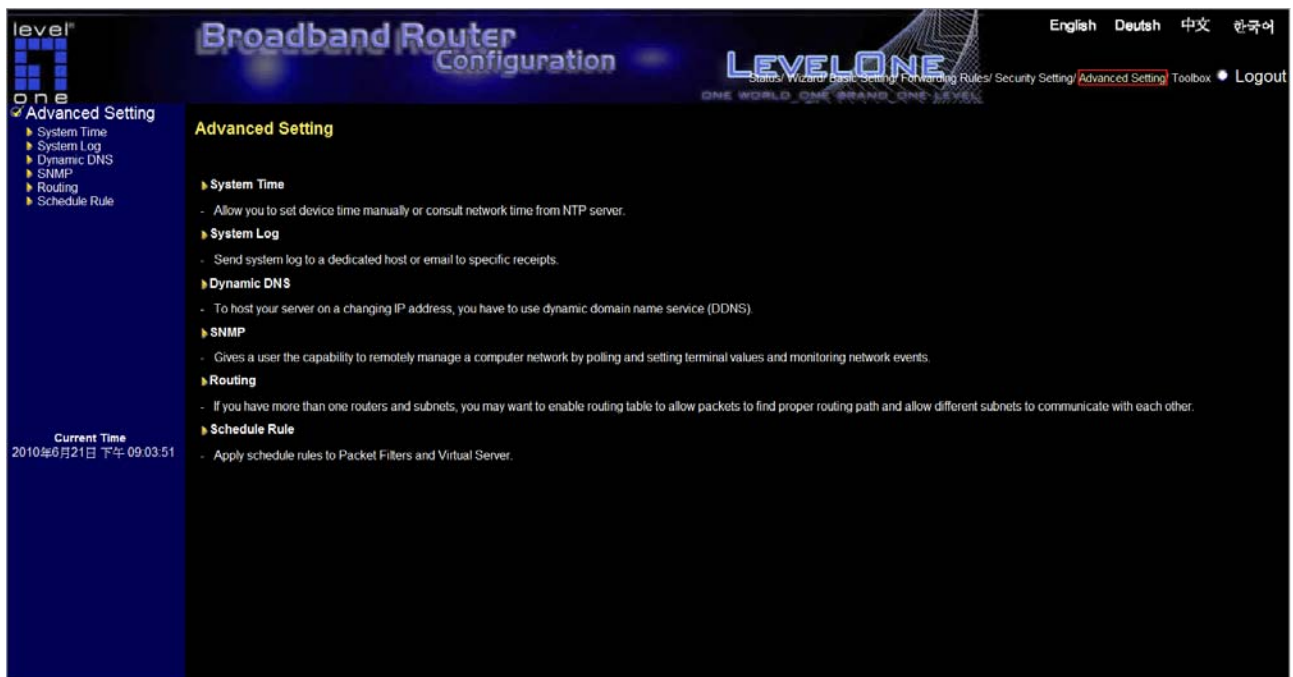 level one
Broadband Router
Configuration
LEVELONE
ONE WORLD_ONE BRAND_ONE LEVEL
English Deutsh 中文 한국어
Status/ Wizard/ Basic Setting/ Forwarding Rules/ Security Setting/ Advanced Setting/ Toolbox Logout
Advanced Setting
System Time
System Log
Dynamic DNS
SNMP
Routing
Schedule Rule
Current Time
2010年6月21日 下午 09:03:51
Advanced Setting
System Time
- Allow you to set device time manually or consult network time from NTP server.
System Log
- Send system log to a dedicated host or email to specific receipts.
Dynamic DNS
- To host your server on a changing IP address, you have to use dynamic domain name service (DDNS).
SNMP
- Gives a user the capability to remotely manage a computer network by polling and setting terminal values and monitoring network events.
Routing
- If you have more than one routers and subnets, you may want to enable routing table to allow packets to find proper routing path and allow different subnets to communicate with each other.
Schedule Rule
- Apply schedule rules to Packet Filters and Virtual Server.